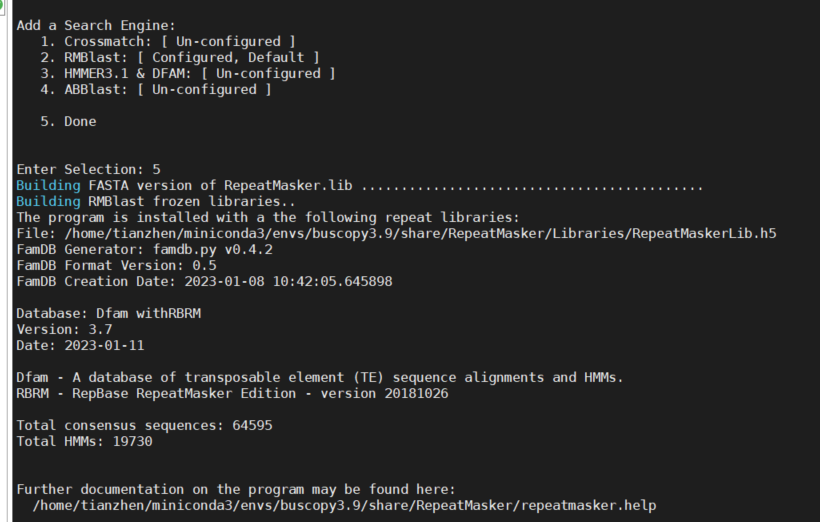 Add a Search Engine:
1. Crossmatch: [ Un-configured ]
2. RMBlast: [ Configured, Default ]
3. HMMER3.1 & DFAM: [ Un-configured ]
4. ABBlast: [ Un-configured ]
5. Done
Enter Selection: 5
Building FASTA version of RepeatMasker.lib ...........................................
Building RMBlast frozen libraries..
The program is installed with a the following repeat libraries:
File: /home/tianzhen/miniconda3/envs/buscopy3.9/share/RepeatMasker/Libraries/RepeatMaskerLib.h5
FamDB Generator: famdb.py v0.4.2
FamDB Format Version: 0.5
FamDB Creation Date: 2023-01-08 10:42:05.645898
Database: Dfam withRBRM
Version: 3.7
Date: 2023-01-11
Dfam - A database of transposable element (TE) sequence alignments and HMMs.
RBRM - RepBase RepeatMasker Edition - version 20181026
Total consensus sequences: 64595
Total HMMs: 19730
Further documentation on the program may be found here:
/home/tianzhen/miniconda3/envs/buscopy3.9/share/RepeatMasker/repeatmasker.help